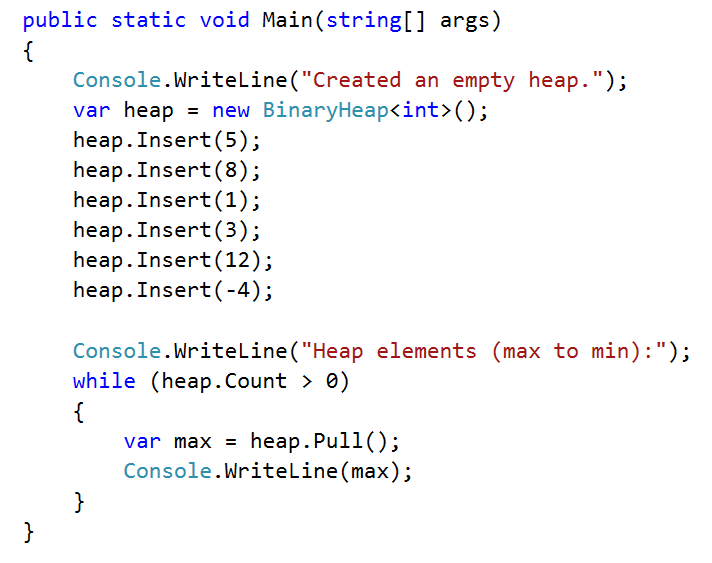 public static void Main(string[] args)
{
    Console.WriteLine("Created an empty heap.");
    var heap = new BinaryHeap<int>();
    heap.Insert(5);
    heap.Insert(8);
    heap.Insert(1);
    heap.Insert(3);
    heap.Insert(12);
    heap.Insert(-4);

    Console.WriteLine("Heap elements (max to min):");
    while (heap.Count > 0)
    {
        var max = heap.Pull();
        Console.WriteLine(max);
    }
}